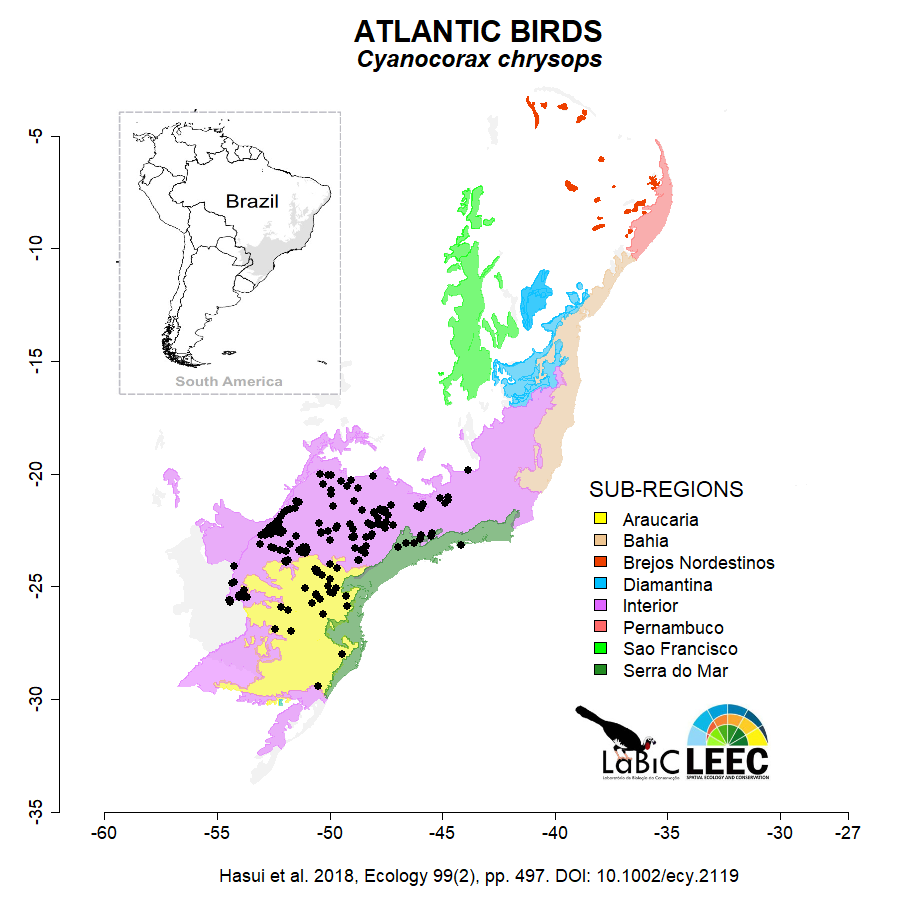 ATLANTIC BIRDS
Cyanocorax chrysops
-5
-10
-15
20
-25
-30
-35
Brazil
South America
SUB-REGIONS
Araucaria
Bahia
Brejos Nordestinos
Diamantina
Interior
Pernambuco
Sao Francisco
Serra do Mar
LaBiC
Laboratório de Biologia da Conservação
LEEC
SPATIAL ECOLOGY AND CONSERVATION
-60
-55
-50
-45
-40
-35
-30
-27
Hasui et al. 2018, Ecology 99(2), pp. 497. DOI: 10.1002/ecy.2119